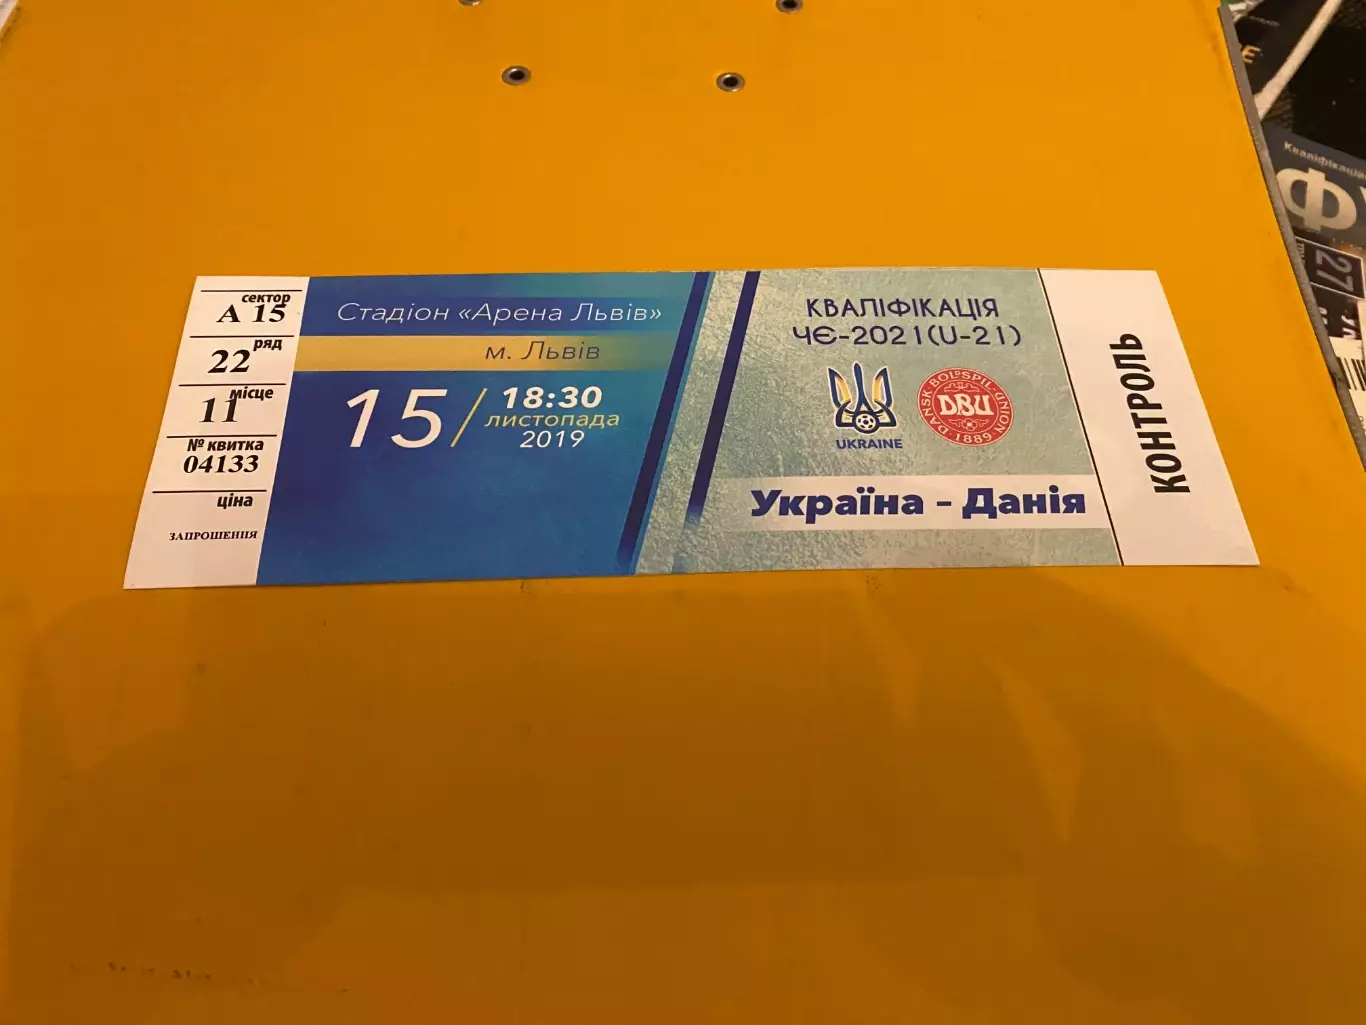 сектор
А 15
ряд
22
місце
11
№ квитка
04133
ціна
ЗАПРОШЕННЯ
Стадіон «Арена Львів»
м. Львів
15/
18:30
листопада
2019
КВАЛІФІКАЦІЯ
ЧЄ-2021(U-21)
UKRAINE
DANSK BOLDSPIL-UNION
DBU
1889
Україна - Данія
КОНТРОЛЬ
27